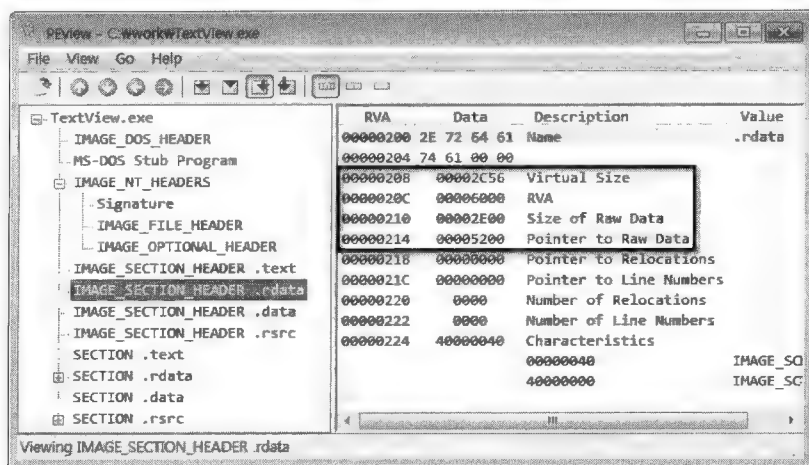 PEview - C:₩work₩TextView.exe
File View Go Help
TextView.exe
IMAGE_DOS_HEADER
MS-DOS Stub Program
IMAGE_NT_HEADERS
Signature
IMAGE_FILE_HEADER
IMAGE_OPTIONAL_HEADER
IMAGE_SECTION_HEADER .text
IMAGE_SECTION_HEADER .rdata
IMAGE_SECTION_HEADER .data
IMAGE_SECTION_HEADER .rsrc
SECTION .text
SECTION .rdata
SECTION .data
SECTION .rsrc
RVA Data Description Value
00000200 2E 72 64 61 Name .rdata
00000204 74 61 00 00
00000208 00002C56 Virtual Size
0000020C 00006000 RVA
00000210 00002E00 Size of Raw Data
00000214 00005200 Pointer to Raw Data
00000218 00000000 Pointer to Relocations
0000021C 00000000 Pointer to Line Numbers
00000220 0000 Number of Relocations
00000222 0000 Number of Line Numbers
00000224 40000040 Characteristics
00000040 IMAGE_SC
40000000 IMAGE_SC
Viewing IMAGE_SECTION_HEADER .rdata